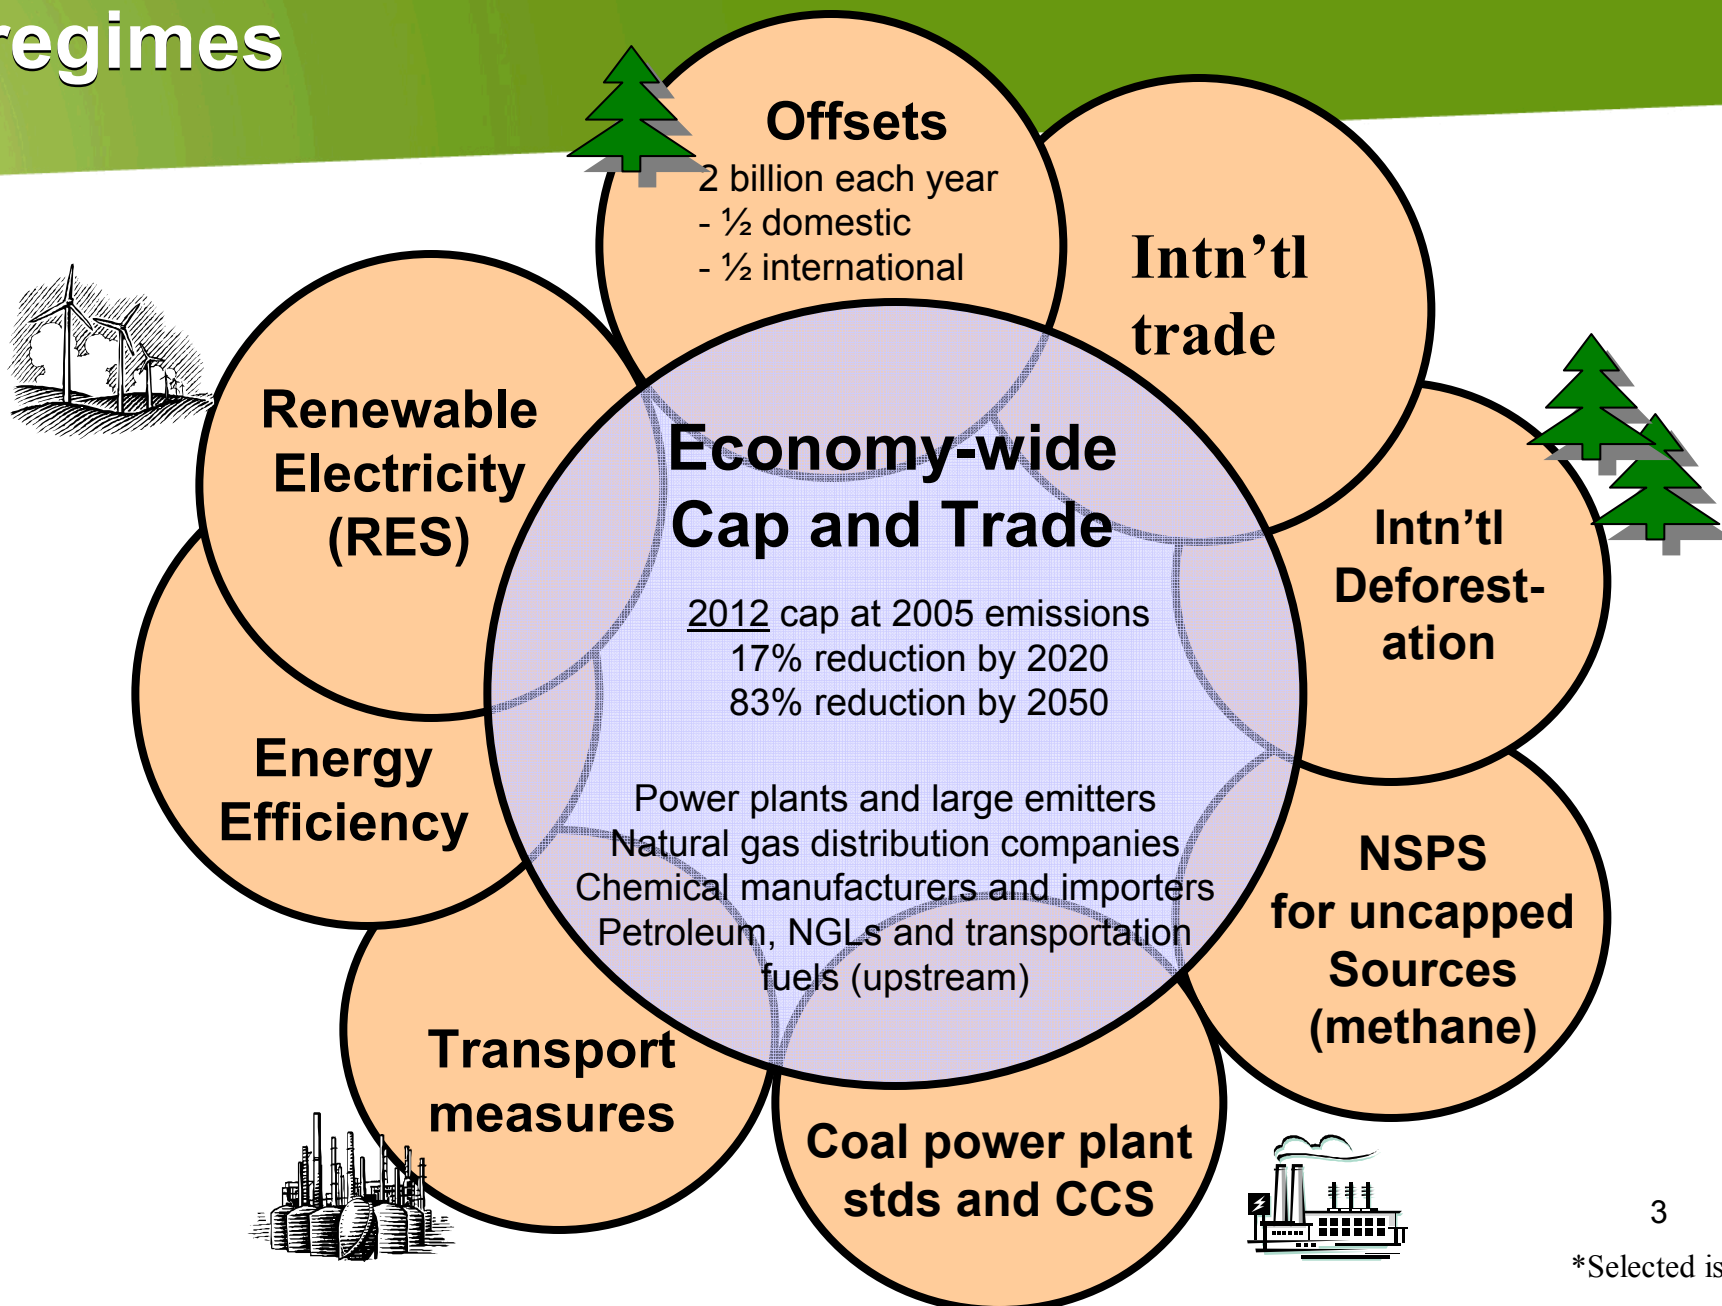 regimes
Offsets
2 billion each year
- ½ domestic
- ½ international
Intn’tl
trade
Renewable
Electricity
(RES)
Economy-wide
Cap and Trade
2012 cap at 2005 emissions
17% reduction by 2020
83% reduction by 2050
Power plants and large emitters
Natural gas distribution companies
Chemical manufacturers and importers
Petroleum, NGLs and transportation
fuels (upstream)
Intn’tl
Deforest-
ation
Energy
Efficiency
NSPS
for uncapped
Sources
(methane)
Transport
measures
Coal power plant
stds and CCS
3
*Selected is